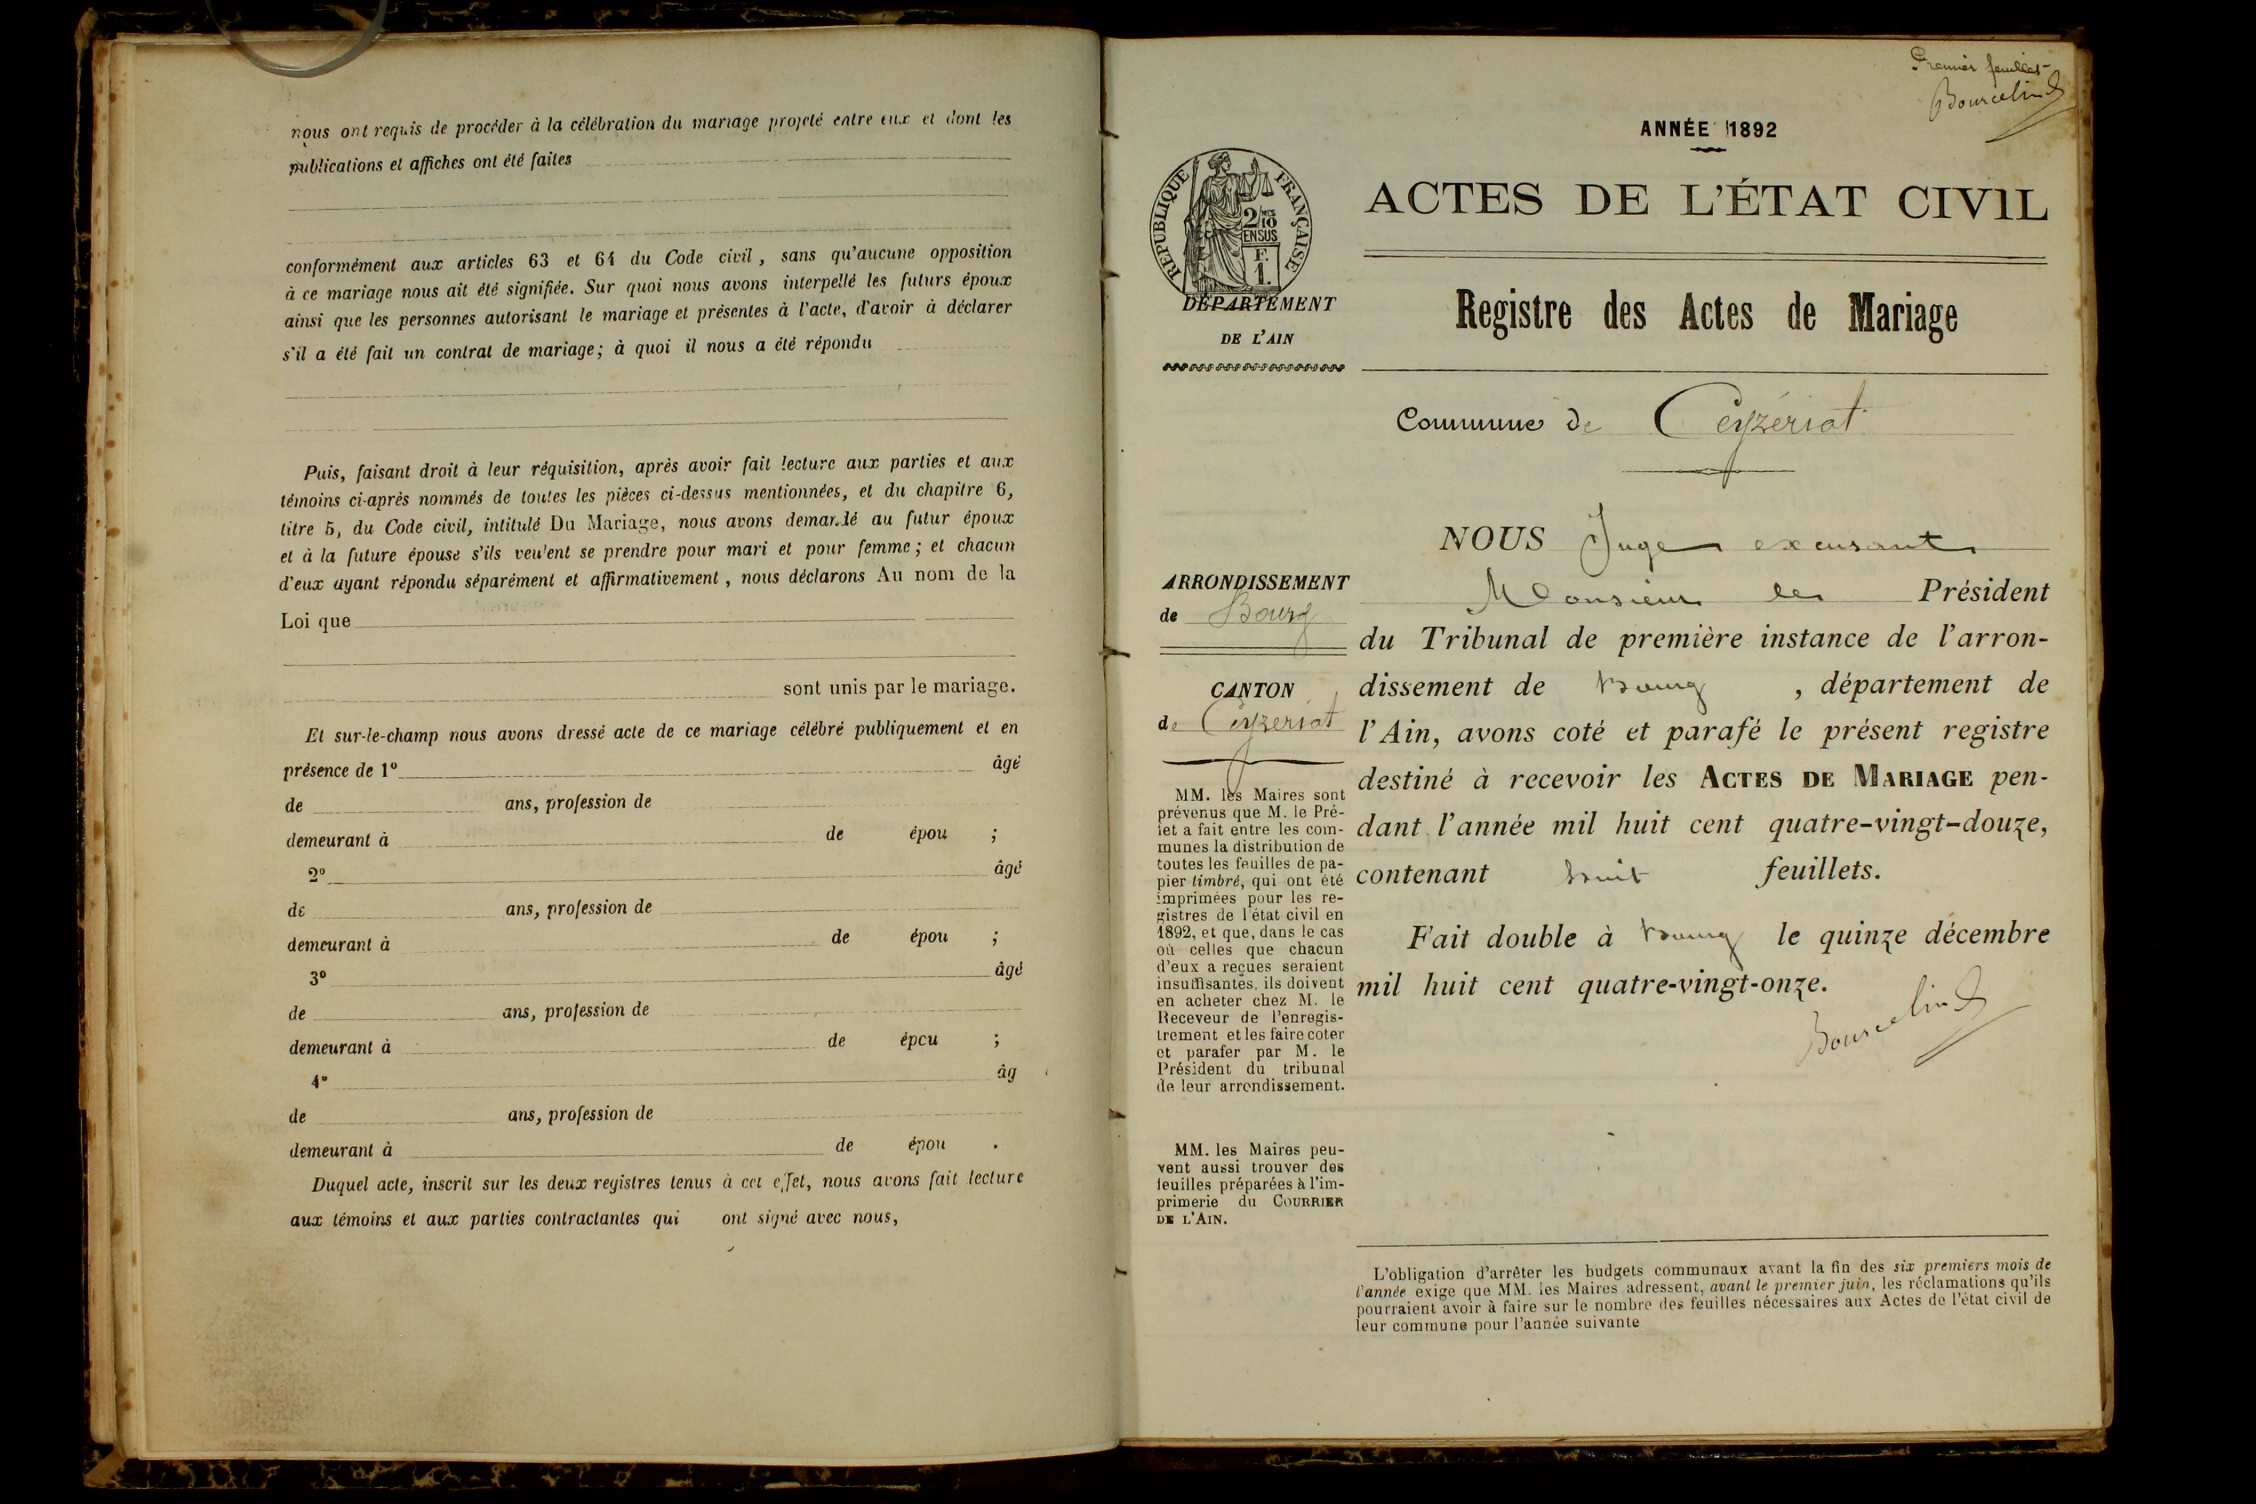 nous ont requis de procéder à la célébration du mariage projeté entre eux et dont les
publications et affiches ont été faites
conformément aux articles 63 et 64 du Code civil, sans qu'aucune opposition
à ce mariage nous ait été signifiée. Sur quoi nous avons interpellé les futurs époux
ainsi que les personnes autorisant le mariage et présentes à l'acte, d'avoir à déclarer
s'il a été fait un contrat de mariage; à quoi il nous a été répondu
Puis, faisant droit à leur réquisition, après avoir fait lecture aux parties et aux
témoins ci-après nommés de toutes les pièces ci-dessus mentionnées, et du chapitre 6,
titre 5, du Code civil, intitulé Du Mariage, nous avons demandé au futur époux
et à la future épouse s'ils veulent se prendre pour mari et pour femme; et chacun
d'eux ayant répondu séparément et affirmativement, nous déclarons Au nom de la
Loi que
sont unis par le mariage.
Et sur-le-champ nous avons dressé acte de ce mariage célébré publiquement et en
présence de 1° âgé
de ans, profession de
demeurant à de épou ;
2° âgé
de ans, profession de
demeurant à de épou ;
3° âgé
de ans, profession de
demeurant à de épou ;
4° âg
de ans, profession de
demeurant à de épou .
Duquel acte, inscrit sur les deux registres tenus à cet effet, nous avons fait lecture
aux témoins et aux parties contractantes qui ont signé avec nous,
Premier feuillet
Bourcelin
ANNÉE 1892
RÉPUBLIQUE FRANÇAISE
2/10
EN SUS
F.
1.
ACTES DE L'ÉTAT CIVIL
Registre des Actes de Mariage
DÉPARTEMENT
DE L'AIN
Commune de Ceyzériat
ARRONDISSEMENT
de Bourg
CANTON
de Ceyzeriat
MM. les Maires sont
prévenus que M. le Pré-
fet a fait entre les com-
munes la distribution de
toutes les feuilles de pa-
pier timbré, qui ont été
imprimées pour les re-
gistres de l'état civil en
1892, et que, dans le cas
où celles que chacun
d'eux a reçues seraient
insuffisantes, ils doivent
en acheter chez M. le
Receveur de l'enregis-
trement et les faire coter
et parafer par M. le
Président du tribunal
de leur arrondissement.
MM. les Maires peu-
vent aussi trouver des
feuilles préparées à l'im-
primerie du COURRIER
DE L'AIN.
NOUS Juge excusant
Monsieur le Président
du Tribunal de première instance de l'arron-
dissement de Bourg, département de
l'Ain, avons coté et parafé le présent registre
destiné à recevoir les ACTES DE MARIAGE pen-
dant l'année mil huit cent quatre-vingt-douze,
contenant huit feuillets.
Fait double à Bourg le quinze décembre
mil huit cent quatre-vingt-onze.
Bourcelin
L'obligation d'arrêter les budgets communaux avant la fin des six premiers mois de
l'année exige que MM. les Maires adressent, avant le premier juin, les réclamations qu'ils
pourraient avoir à faire sur le nombre des feuilles nécessaires aux Actes de l'état civil de
leur commune pour l'année suivante